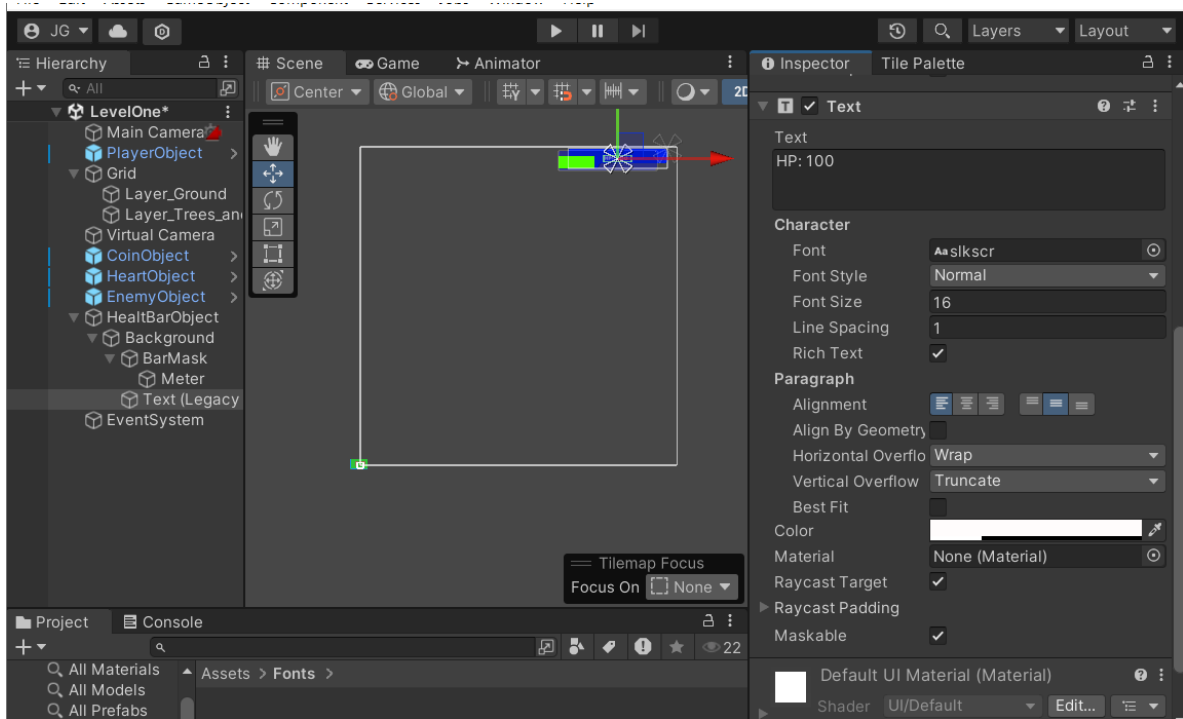 JG
Layers
Layout
Hierarchy
Scene
Game
Animator
Inspector
Tile Palette
All
Center
Global
2D
LevelOne*
Main Camera
PlayerObject
Grid
Layer_Ground
Layer_Trees_an
Virtual Camera
CoinObject
HeartObject
EnemyObject
HealtBarObject
Background
BarMask
Meter
Text (Legacy
EventSystem
Tilemap Focus
Focus On None
Text
Text
HP: 100
Character
Font Aa slkscr
Font Style Normal
Font Size 16
Line Spacing 1
Rich Text
Paragraph
Alignment
Align By Geometry
Horizontal Overflo Wrap
Vertical Overflow Truncate
Best Fit
Color
Material None (Material)
Raycast Target
Raycast Padding
Maskable
Default UI Material (Material)
Shader UI/Default Edit...
Project
Console
22
All Materials
All Models
All Prefabs
Assets > Fonts >